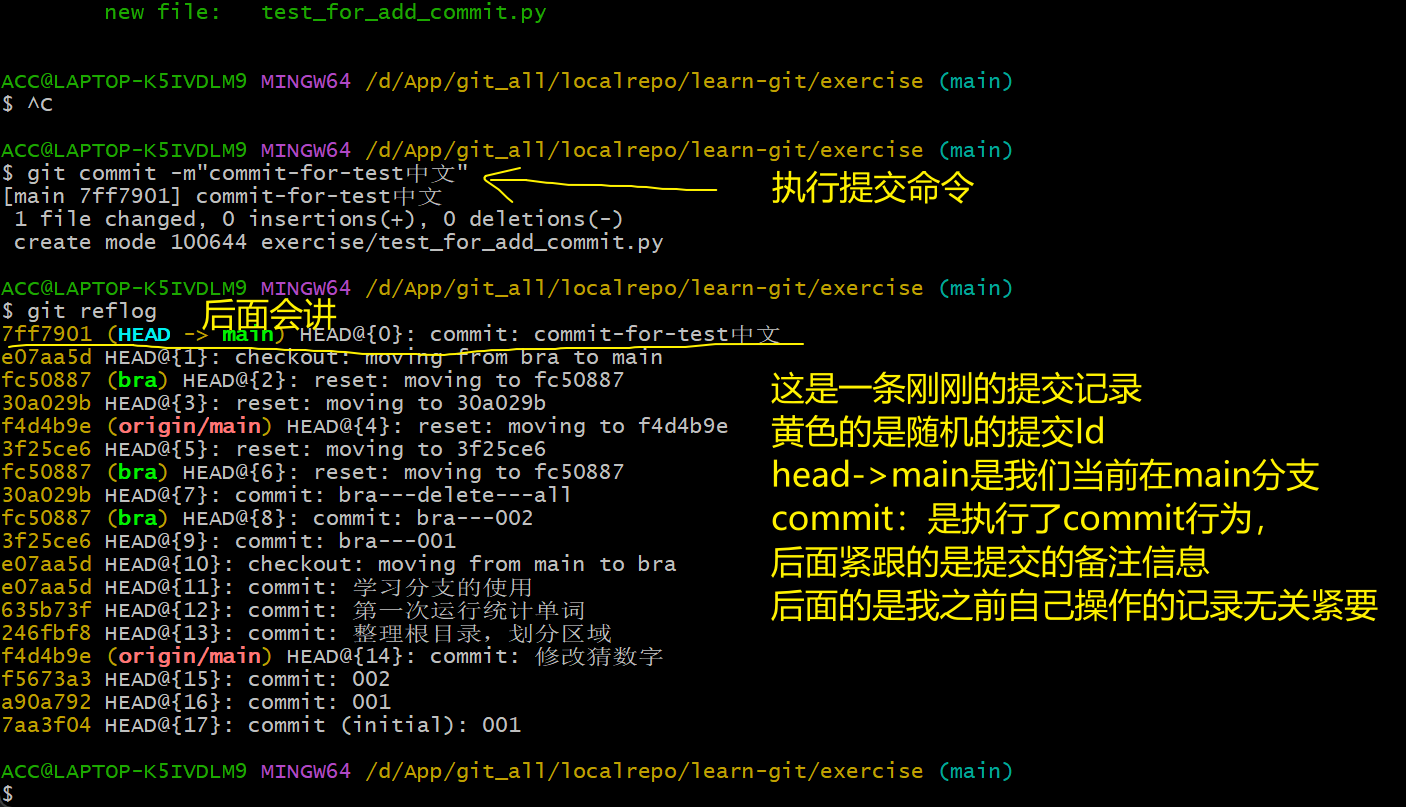 new file:   test_for_add_commit.py
ACC@LAPTOP-K5IVDLM9 MINGW64 /d/App/git_all/localrepo/learn-git/exercise (main)
$ ^C
ACC@LAPTOP-K5IVDLM9 MINGW64 /d/App/git_all/localrepo/learn-git/exercise (main)
$ git commit -m"commit-for-test中文"
执行提交命令
[main 7ff7901] commit-for-test中文
 1 file changed, 0 insertions(+), 0 deletions(-)
 create mode 100644 exercise/test_for_add_commit.py
ACC@LAPTOP-K5IVDLM9 MINGW64 /d/App/git_all/localrepo/learn-git/exercise (main)
$ git reflog
后面会讲
7ff7901 (HEAD -> main) HEAD@{0}: commit: commit-for-test中文
e07aa5d HEAD@{1}: checkout: moving from bra to main
fc50887 (bra) HEAD@{2}: reset: moving to fc50887
30a029b HEAD@{3}: reset: moving to 30a029b
f4d4b9e (origin/main) HEAD@{4}: reset: moving to f4d4b9e
3f25ce6 HEAD@{5}: reset: moving to 3f25ce6
fc50887 (bra) HEAD@{6}: reset: moving to fc50887
30a029b HEAD@{7}: commit: bra---delete---all
fc50887 (bra) HEAD@{8}: commit: bra---002
3f25ce6 HEAD@{9}: commit: bra---001
e07aa5d HEAD@{10}: checkout: moving from main to bra
e07aa5d HEAD@{11}: commit: 学习分支的使用
635b73f HEAD@{12}: commit: 第一次运行统计单词
246fbf8 HEAD@{13}: commit: 整理根目录，划分区域
f4d4b9e (origin/main) HEAD@{14}: commit: 修改猜数字
f5673a3 HEAD@{15}: commit: 002
a90a792 HEAD@{16}: commit: 001
7aa3f04 HEAD@{17}: commit (initial): 001
这是一条刚刚的提交记录
黄色的是随机的提交Id
head->main是我们当前在main分支
commit：是执行了commit行为，
后面紧跟的是提交的备注信息
后面的是我之前自己操作的记录无关紧要
ACC@LAPTOP-K5IVDLM9 MINGW64 /d/App/git_all/localrepo/learn-git/exercise (main)
$